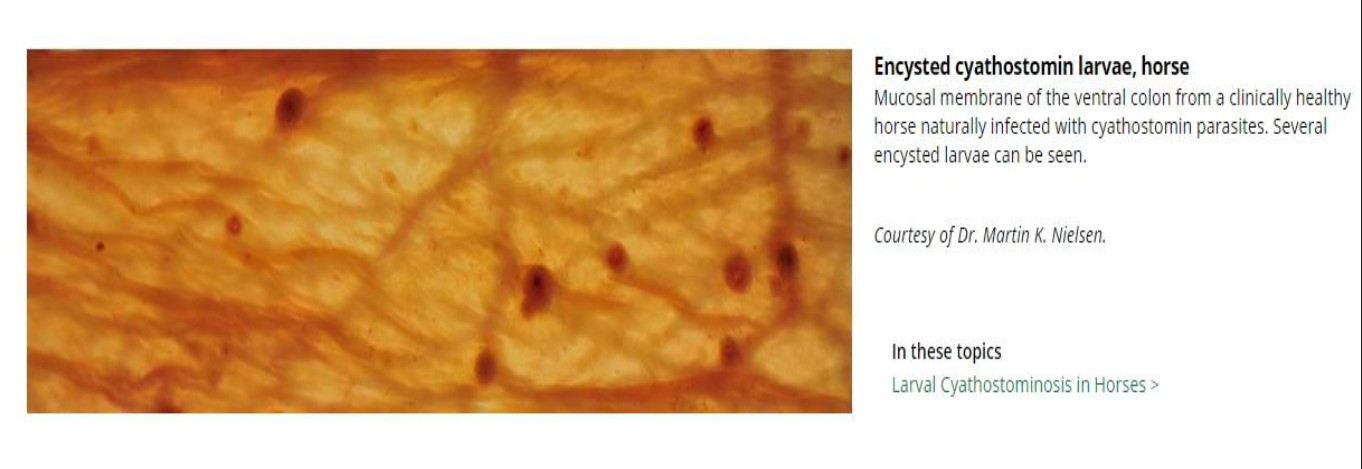 Encysted cyathostomin larvae, horse
Mucosal membrane of the ventral colon from a clinically healthy
horse naturally infected with cyathostomin parasites. Several
encysted larvae can be seen.
Courtesy of Dr. Martin K. Nielsen.
In these topics
Larval Cyathostominosis in Horses >